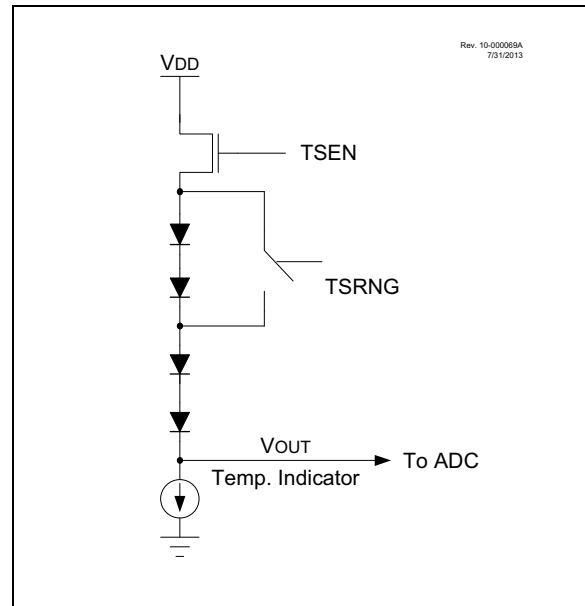 Rev. 10-000069A
7/31/2013
VDD
TSEN
TSRNG
VOUT
To ADC
Temp. Indicator